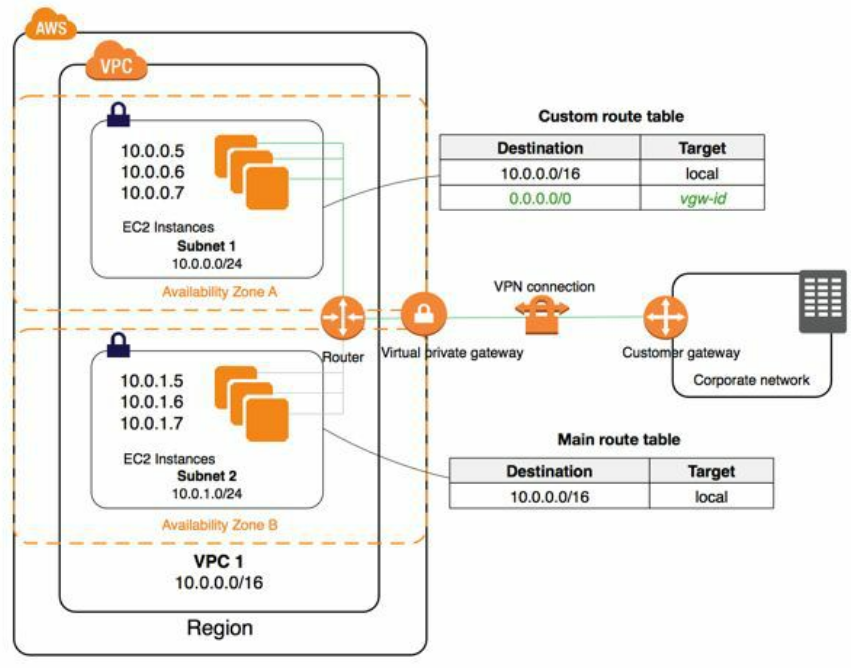 AWS
VPC
10.0.0.5
10.0.0.6
10.0.0.7
EC2 Instances
Subnet 1
10.0.0.0/24
Availability Zone A
Custom route table
Destination Target
10.0.0.0/16 local
0.0.0.0/0 vgw-id
Router
Virtual private gateway
VPN connection
Customer gateway
Corporate network
10.0.1.5
10.0.1.6
10.0.1.7
EC2 Instances
Subnet 2
10.0.1.0/24
Availability Zone B
Main route table
Destination Target
10.0.0.0/16 local
VPC 1
10.0.0.0/16
Region